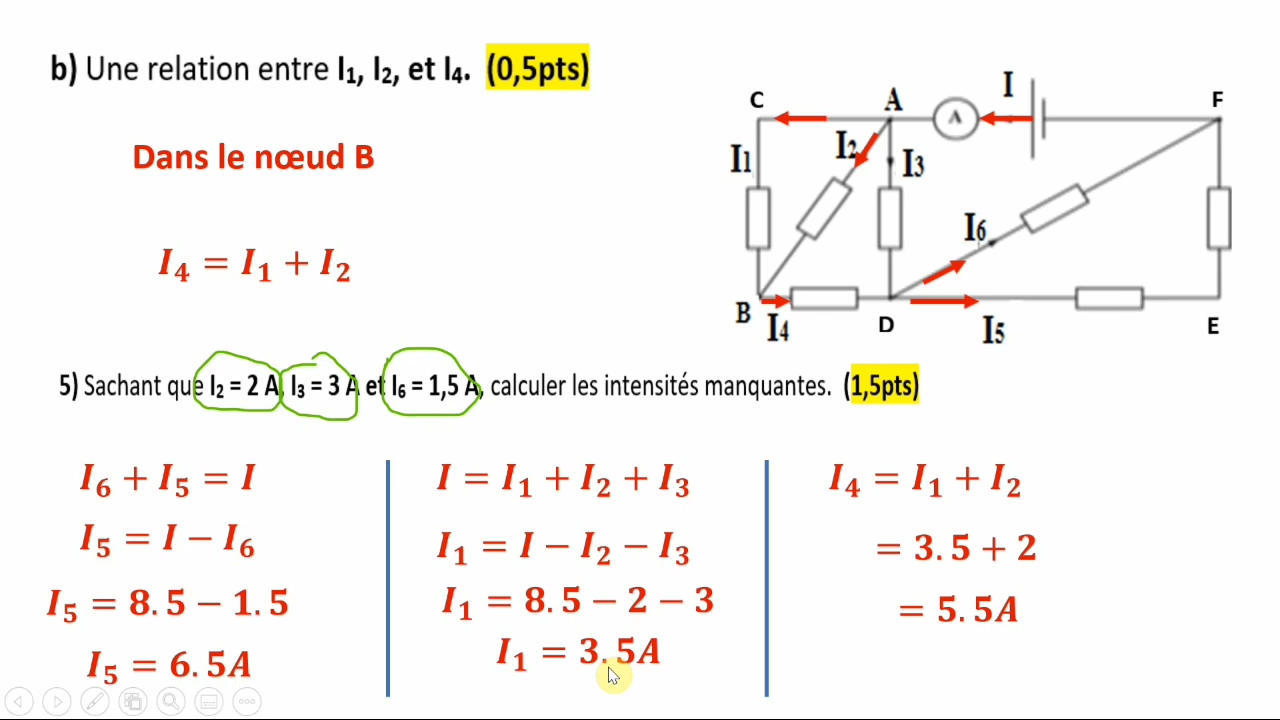 b) Une relation entre I₁, I₂, et I₄. (0,5pts)
Dans le nœud B
I₄ = I₁ + I₂
C
A
I
F
A
I1
I2
I3
I6
B
I4
D
I5
E
5) Sachant que I₂ = 2 A, I₃ = 3 A et I₆ = 1,5 A, calculer les intensités manquantes. (1,5pts)
I₆ + I₅ = I
I₅ = I − I₆
I₅ = 8.5 − 1.5
I₅ = 6.5A
I = I₁ + I₂ + I₃
I₁ = I − I₂ − I₃
I₁ = 8.5 − 2 − 3
I₁ = 3.5A
I₄ = I₁ + I₂
= 3.5 + 2
= 5.5A